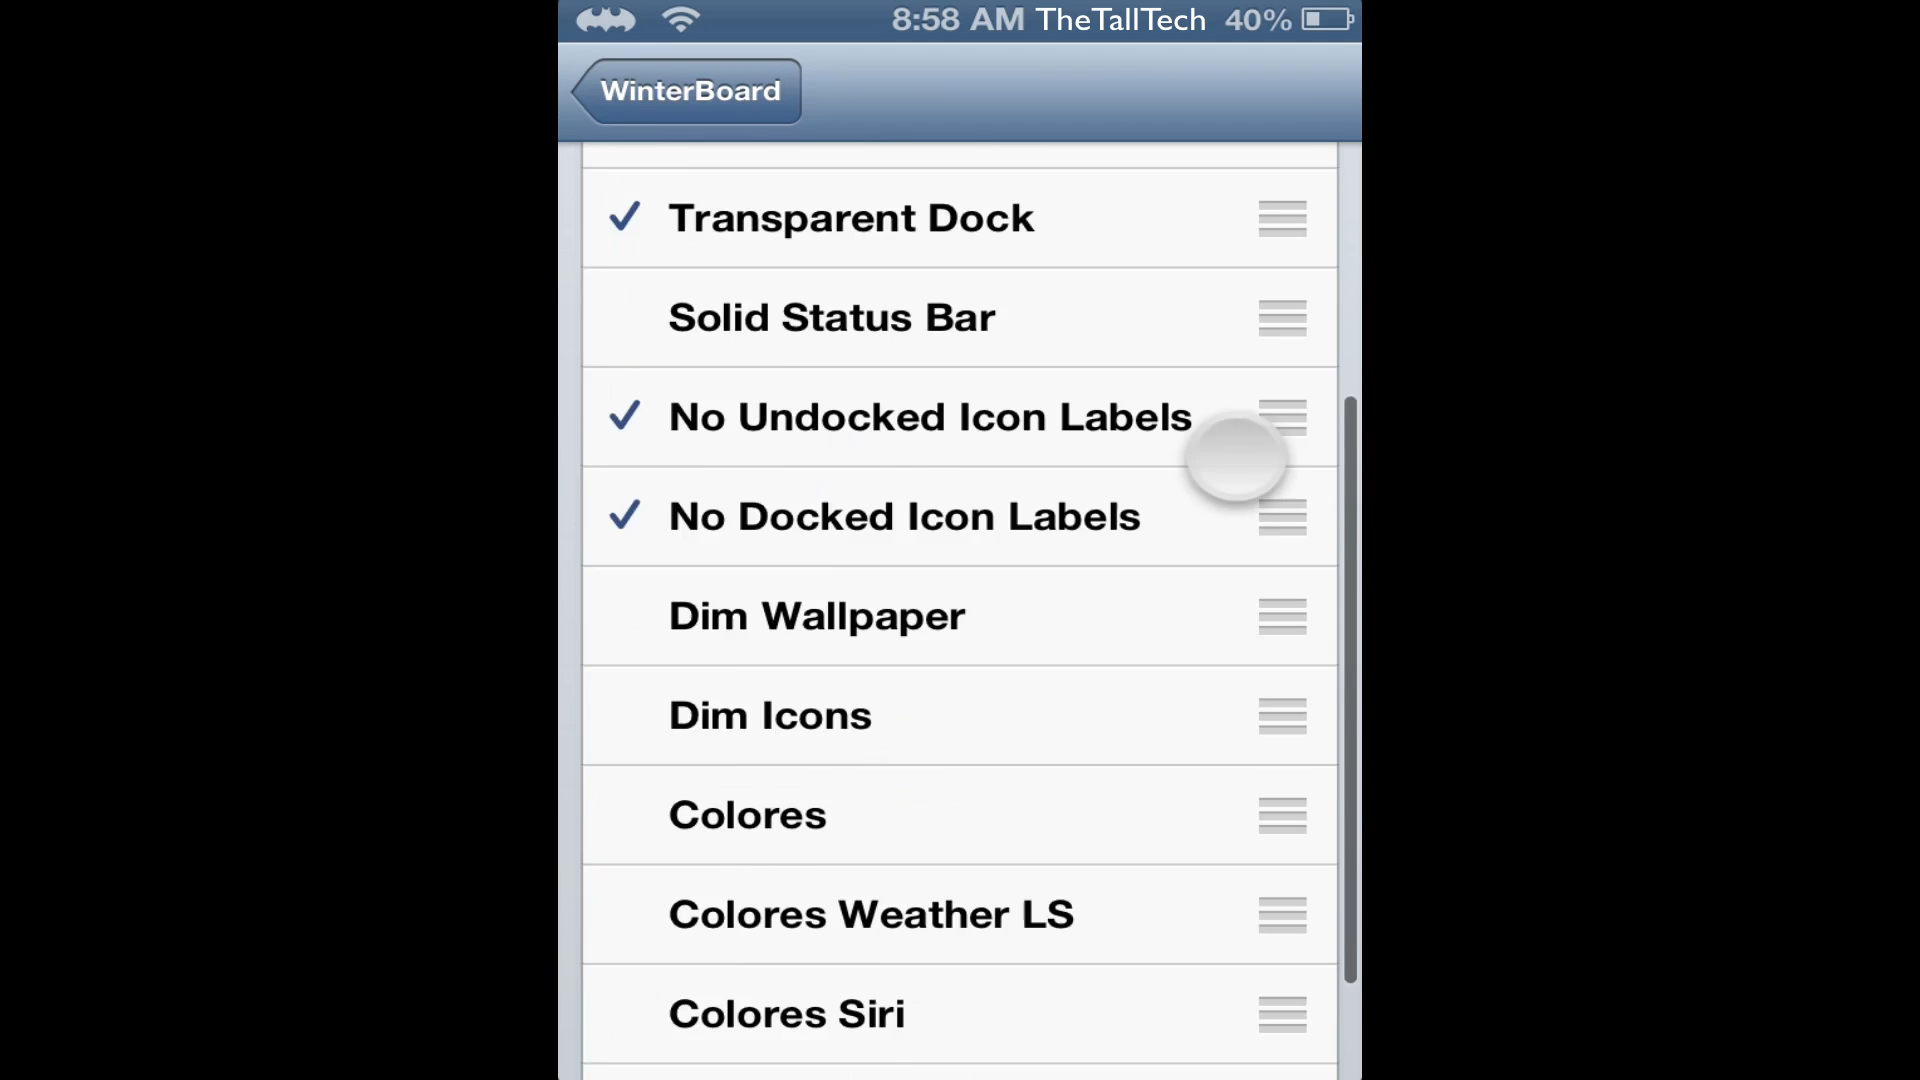 8:58 AM TheTallTech 40%
WinterBoard
Transparent Dock
Solid Status Bar
No Undocked Icon Labels
No Docked Icon Labels
Dim Wallpaper
Dim Icons
Colores
Colores Weather LS
Colores Siri